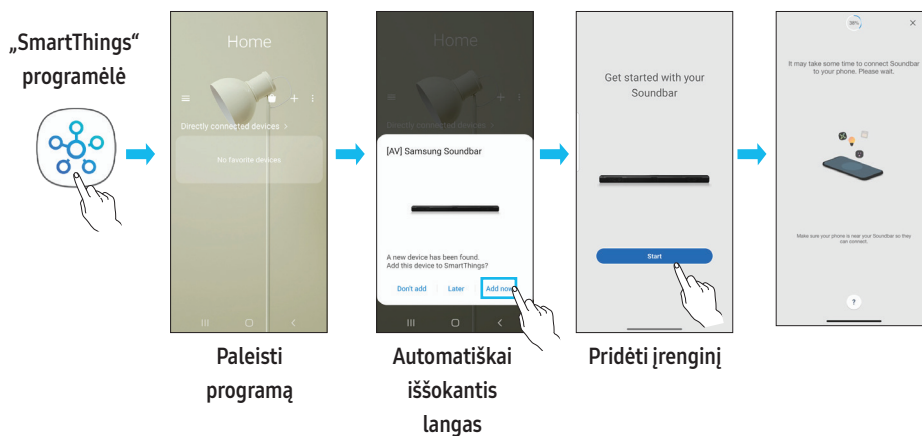 „SmartThings“
programėlė
Home
Directly connected devices >
No favorite devices
Paleisti
programą
Home
Directly connected devices >
[AV] Samsung Soundbar
A new device has been found.
Add this device to SmartThings?
Don't add
Later
Add now
Automatiškai
iššokantis
langas
Get started with your
Soundbar
Start
Pridėti įrenginį
It may take some time to connect Soundbar
to your phone. Please wait.
Make sure your phone is near your Soundbar so they
can connect.
?